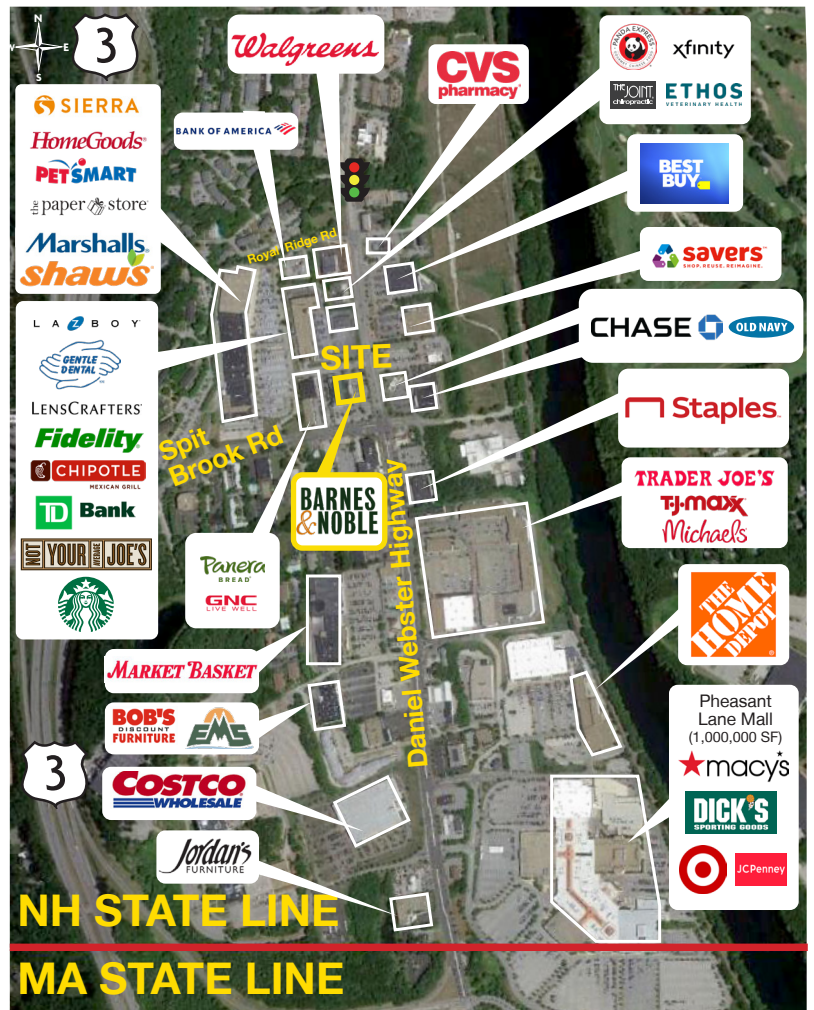 N
W E
S
3
Walgreens
CVS
pharmacy
PANDA EXPRESS
xfinity
THE JOINT
chiropractic
ETHOS
VETERINARY HEALTH
SIERRA
HomeGoods
PETSMART
the paper store
Marshalls
shaw's
BANK OF AMERICA
BEST
BUY
savers
SHOP. REUSE. REIMAGINE.
Royal Ridge Rd
CHASE
OLD NAVY
LA Z BOY
GENTLE
DENTAL
LENSCRAFTERS
Fidelity
CHIPOTLE
MEXICAN GRILL
TD Bank
NOT YOUR AVERAGE JOE'S
SITE
Spit
Brook Rd
BARNES
&NOBLE
Daniel Webster Highway
Staples
TRADER JOE'S
T·J·maxx
Michaels
Panera
BREAD
GNC
LIVE WELL
THE
HOME
DEPOT
MARKET BASKET
BOB'S
DISCOUNT
FURNITURE
EMS
3
COSTCO
WHOLESALE
Jordan's
FURNITURE
Pheasant
Lane Mall
(1,000,000 SF)
macy's
DICK'S
SPORTING GOODS
JCPenney
NH STATE LINE
MA STATE LINE